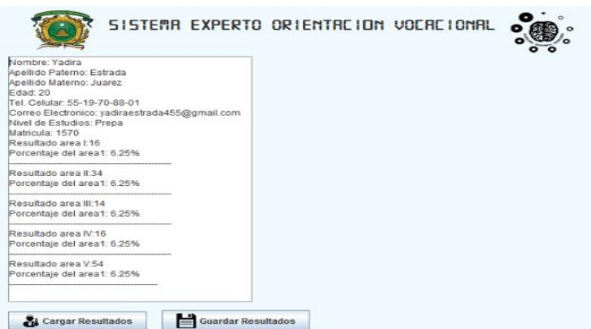 SISTEMA EXPERTO ORIENTACION VOCACIONAL
Nombre: Yadira
Apellido Paterno: Estrada
Apellido Materno: Juarez
Edad: 20
Tel. Celular: 55-19-70-88-01
Correo Electronico: yadiraestrada455@gmail.com
Nivel de Estudios: Prepa
Matricula: 1570
Resultado area I:16
Porcentaje del area1: 6.25%
Resultado area II:34
Porcentaje del area1: 6.25%
Resultado area III:14
Porcentaje del area1: 6.25%
Resultado area IV:16
Porcentaje del area1: 6.25%
Resultado area V:54
Porcentaje del area1: 6.25%
Cargar Resultados
Guardar Resultados